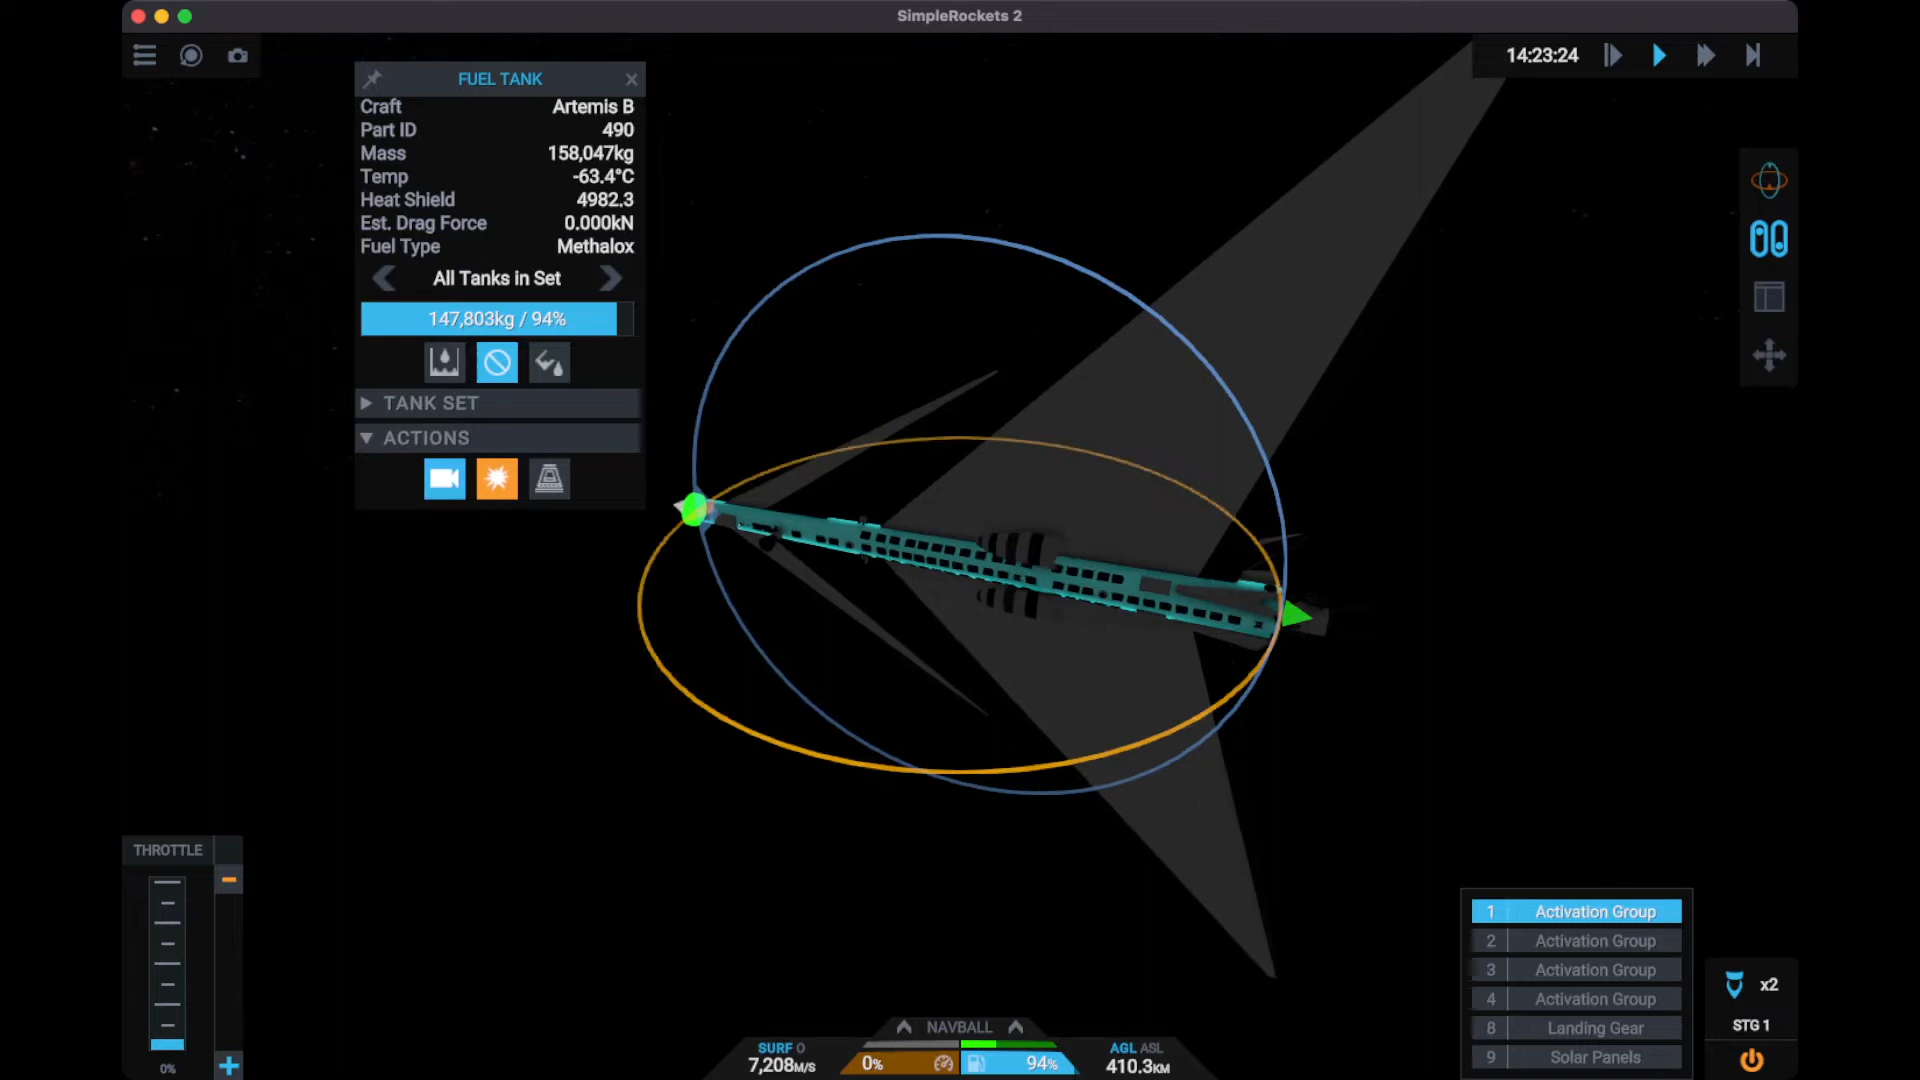 SimpleRockets 2
14:23:24
FUEL TANK
Craft Artemis B
Part ID 490
Mass 158,047kg
Temp -63.4°C
Heat Shield 4982.3
Est. Drag Force 0.000kN
Fuel Type Methalox
All Tanks in Set
147,803kg / 94%
TANK SET
ACTIONS
THROTTLE
0%
NAVBALL
SURF O
7,208M/S
0%
94%
AGL ASL
410.3KM
1 Activation Group
2 Activation Group
3 Activation Group
4 Activation Group
8 Landing Gear
9 Solar Panels
x2
STG 1